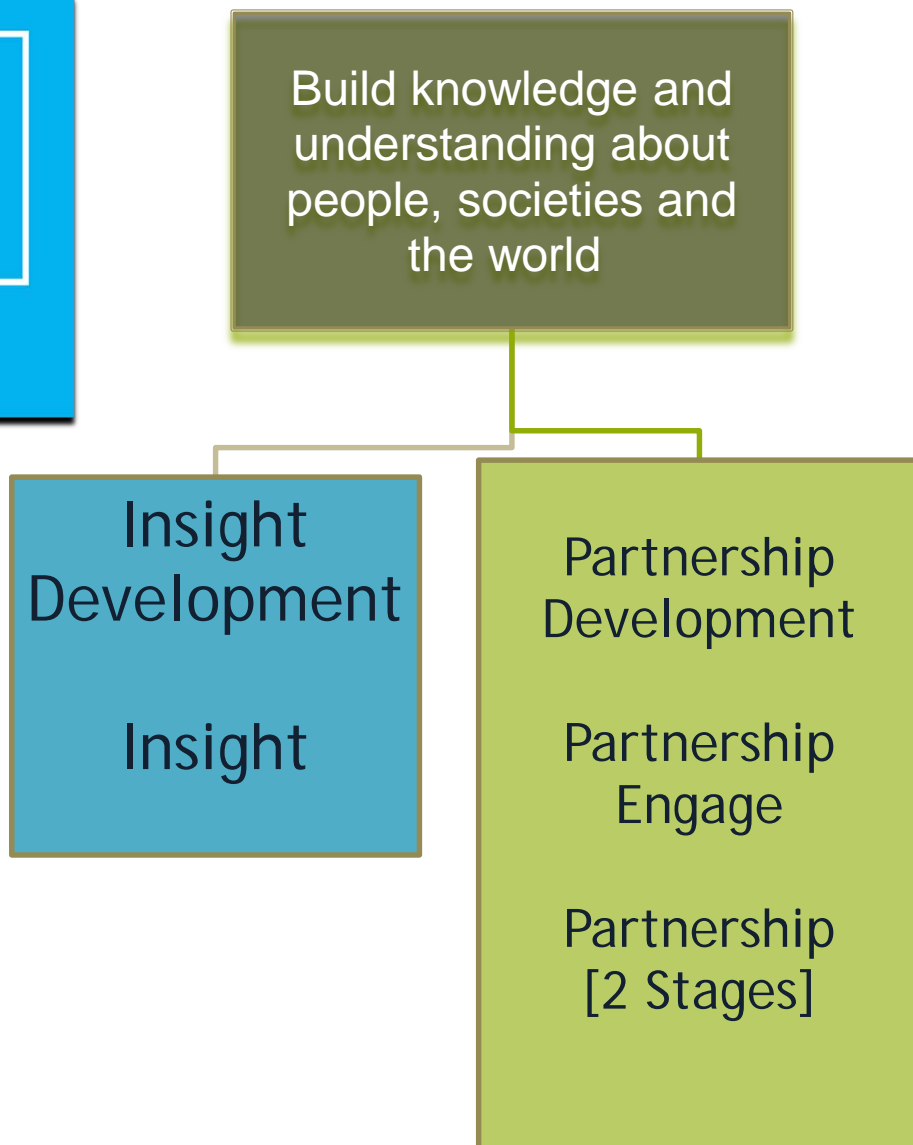 Build knowledge and
understanding about
people, societies and
the world
Insight
Development
Insight
Partnership
Development
Partnership
Engage
Partnership
[2 Stages]